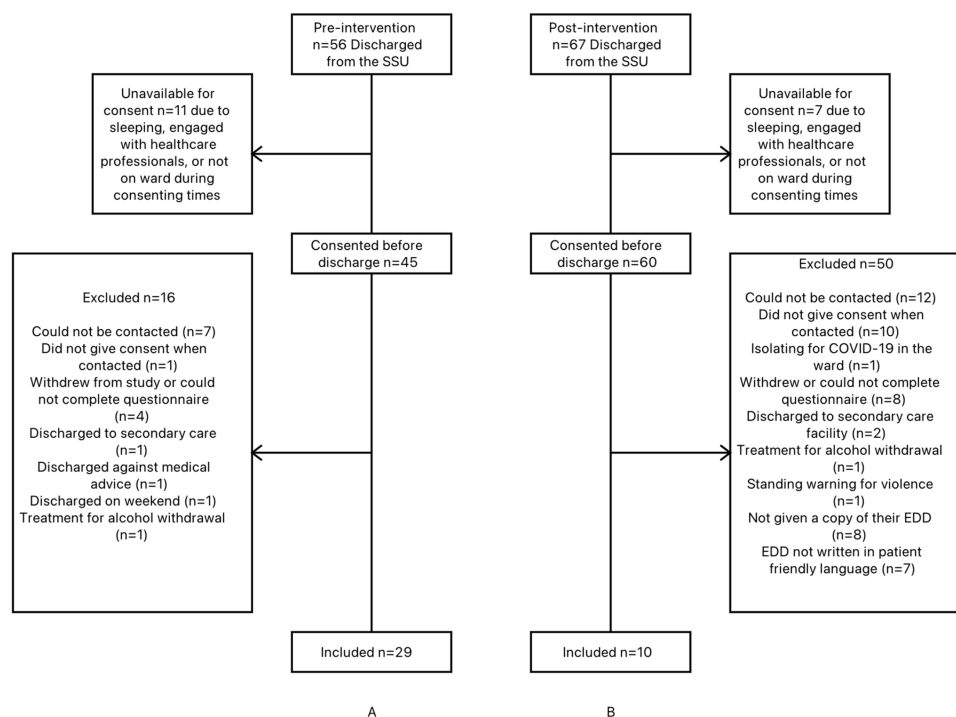 Pre-intervention
n=56 Discharged
from the SSU
Unavailable for
consent n=11 due to
sleeping, engaged
with healthcare
professionals, or not
on ward during
consenting times
Consented before
discharge n=45
Excluded n=16
Could not be contacted (n=7)
Did not give consent when
contacted (n=1)
Withdrew from study or could
not complete questionnaire
(n=4)
Discharged to secondary care
(n=1)
Discharged against medical
advice (n=1)
Discharged on weekend (n=1)
Treatment for alcohol withdrawal
(n=1)
Included n=29
A
Post-intervention
n=67 Discharged
from the SSU
Unavailable for
consent n=7 due to
sleeping, engaged
with healthcare
professionals, or not
on ward during
consenting times
Consented before
discharge n=60
Excluded n=50
Could not be contacted (n=12)
Did not give consent when
contacted (n=10)
Isolating for COVID-19 in the
ward (n=1)
Withdrew or could not complete
questionnaire (n=8)
Discharged to secondary care
facility (n=2)
Treatment for alcohol withdrawal
(n=1)
Standing warning for violence
(n=1)
Not given a copy of their EDD
(n=8)
EDD not written in patient
friendly language (n=7)
Included n=10
B